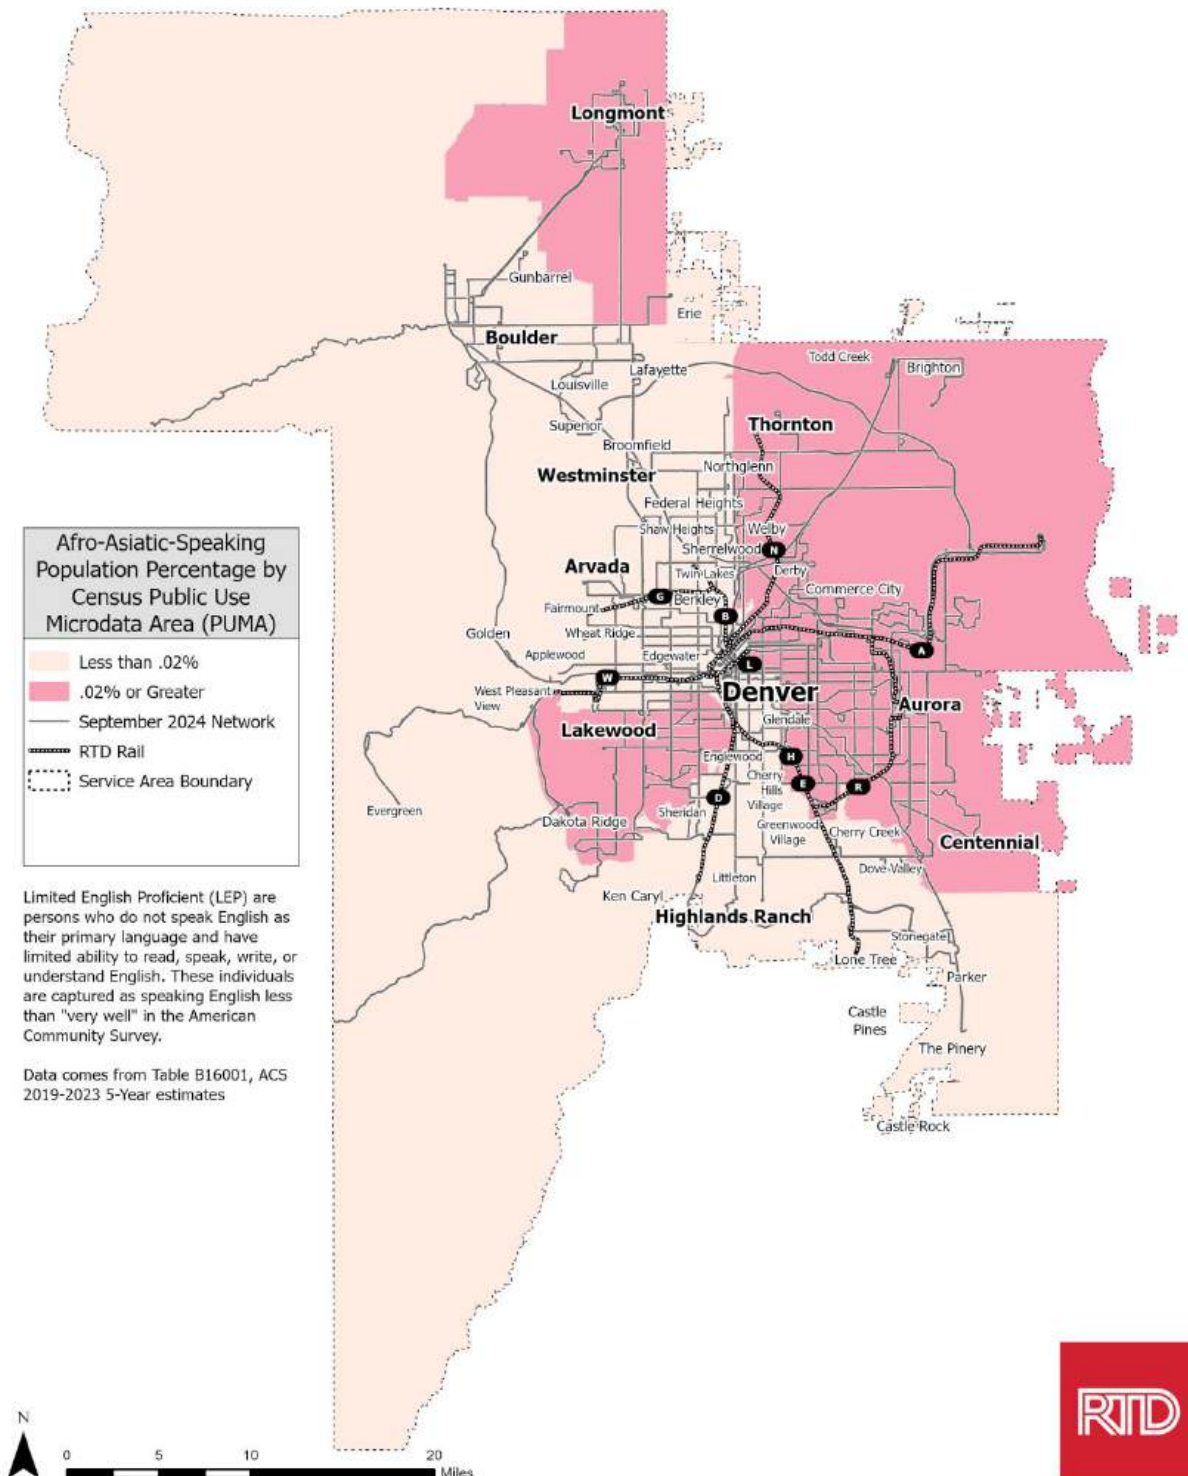 Longmont
Gunbarrel
Erie
Boulder
Todd Creek
Brighton
Lafayette
Louisville
Superior
Thornton
Broomfield
Northglenn
Westminster
Federal Heights
Shaw Heights
Welby
Sherrelwood
N
Arvada
Twin Lakes
Derby
Commerce City
G
Berkley
Fairmount
B
Golden
Wheat Ridge
Applewood
Edgewater
A
L
W
West Pleasant
View
Denver
Aurora
Lakewood
Glendale
Englewood
H
Cherry
Hills
Village
E
R
D
Evergreen
Sheridan
Dakota Ridge
Greenwood
Village
Cherry Creek
Centennial
Dove Valley
Littleton
Ken Caryl
Highlands Ranch
Stonegate
Lone Tree
Parker
Castle
Pines
The Pinery
Castle Rock
Afro-Asiatic-Speaking
Population Percentage by
Census Public Use
Microdata Area (PUMA)
Less than .02%
.02% or Greater
September 2024 Network
RTD Rail
Service Area Boundary
Limited English Proficient (LEP) are
persons who do not speak English as
their primary language and have
limited ability to read, speak, write, or
understand English. These individuals
are captured as speaking English less
than "very well" in the American
Community Survey.
Data comes from Table B16001, ACS
2019-2023 5-Year estimates
N
0 5 10 20
Miles
RTD